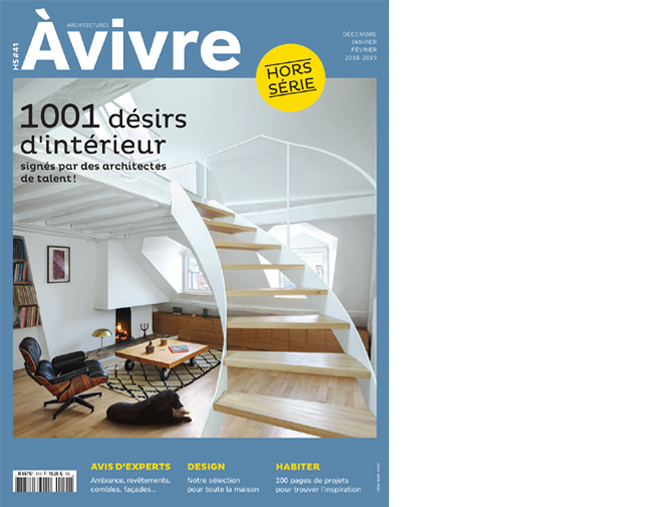 ARCHITECTURES
HS#41
Àvivre
DÉCEMBRE
JANVIER
FÉVRIER
2018-2019
HORS
SÉRIE
1001 désirs
d'intérieur
signés par des architectes
de talent!
AVIS D'EXPERTS
Ambiance, revêtements,
combles, façades...
DESIGN
Notre sélection
pour toute la maison
HABITER
200 pages de projets
pour trouver l'inspiration